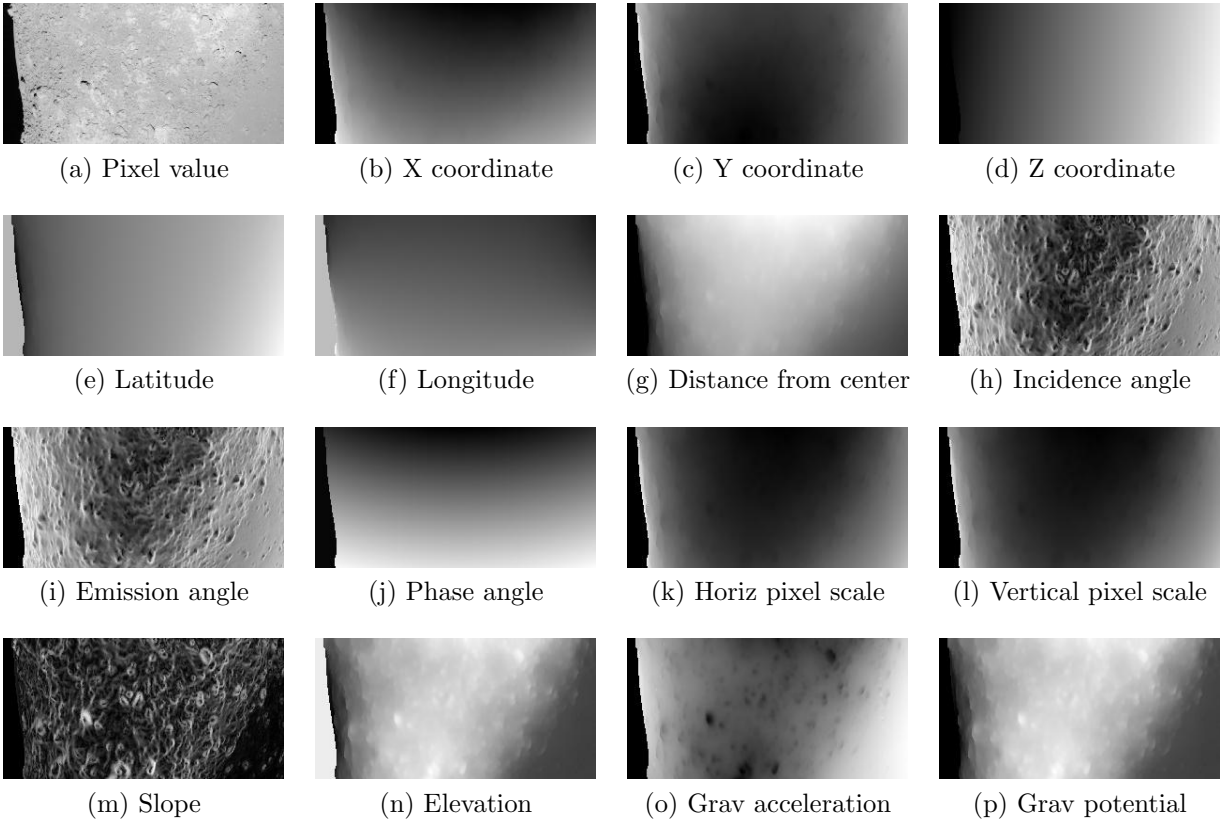 (a) Pixel value
(b) X coordinate
(c) Y coordinate
(d) Z coordinate
(e) Latitude
(f) Longitude
(g) Distance from center
(h) Incidence angle
(i) Emission angle
(j) Phase angle
(k) Horiz pixel scale
(l) Vertical pixel scale
(m) Slope
(n) Elevation
(o) Grav acceleration
(p) Grav potential